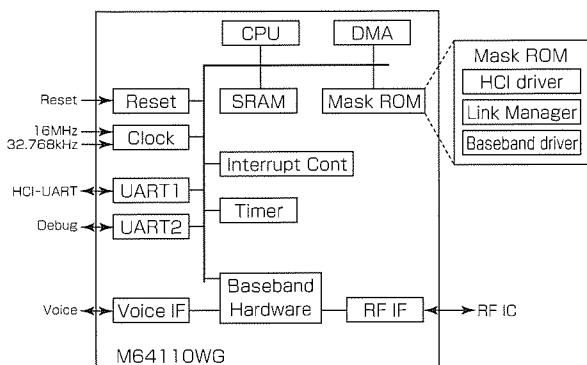 CPU
DMA
Mask ROM
HCI driver
Link Manager
Baseband driver
Reset
Reset
SRAM
Mask ROM
16MHz
32.768kHz
Clock
Interrupt Cont
HCI-UART
UART1
Timer
Debug
UART2
Baseband
Hardware
Voice
Voice IF
RF IF
RF IC
M64110WG